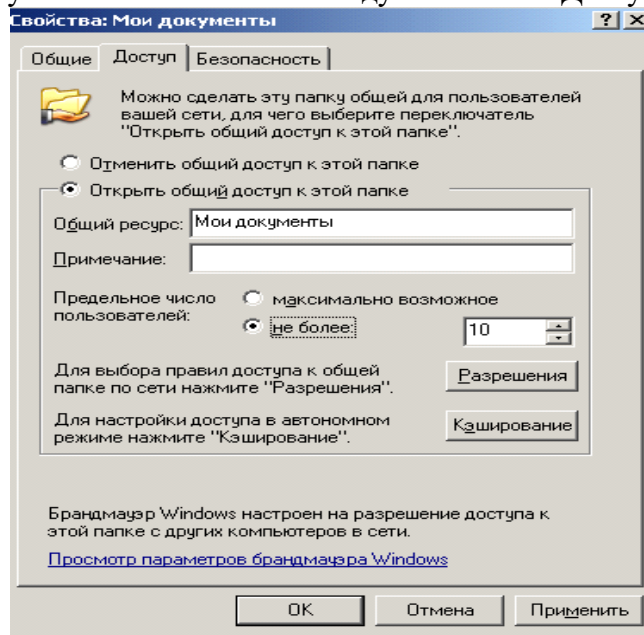 Свойства: Мои документы
Общие Доступ Безопасность
Можно сделать эту папку общей для пользователей
вашей сети, для чего выберите переключатель
"Открыть общий доступ к этой папке".
Отменить общий доступ к этой папке
Открыть общий доступ к этой папке
Общий ресурс: Мои документы
Примечание:
Предельное число
пользователей:
максимально возможное
не более: 10
Для выбора правил доступа к общей
папке по сети нажмите "Разрешения".
Разрешения
Для настройки доступа в автономном
режиме нажмите "Кэширование".
Кэширование
Брандмауэр Windows настроен на разрешение доступа к
этой папке с других компьютеров в сети.
Просмотр параметров брандмауэра Windows
OK Отмена Применить